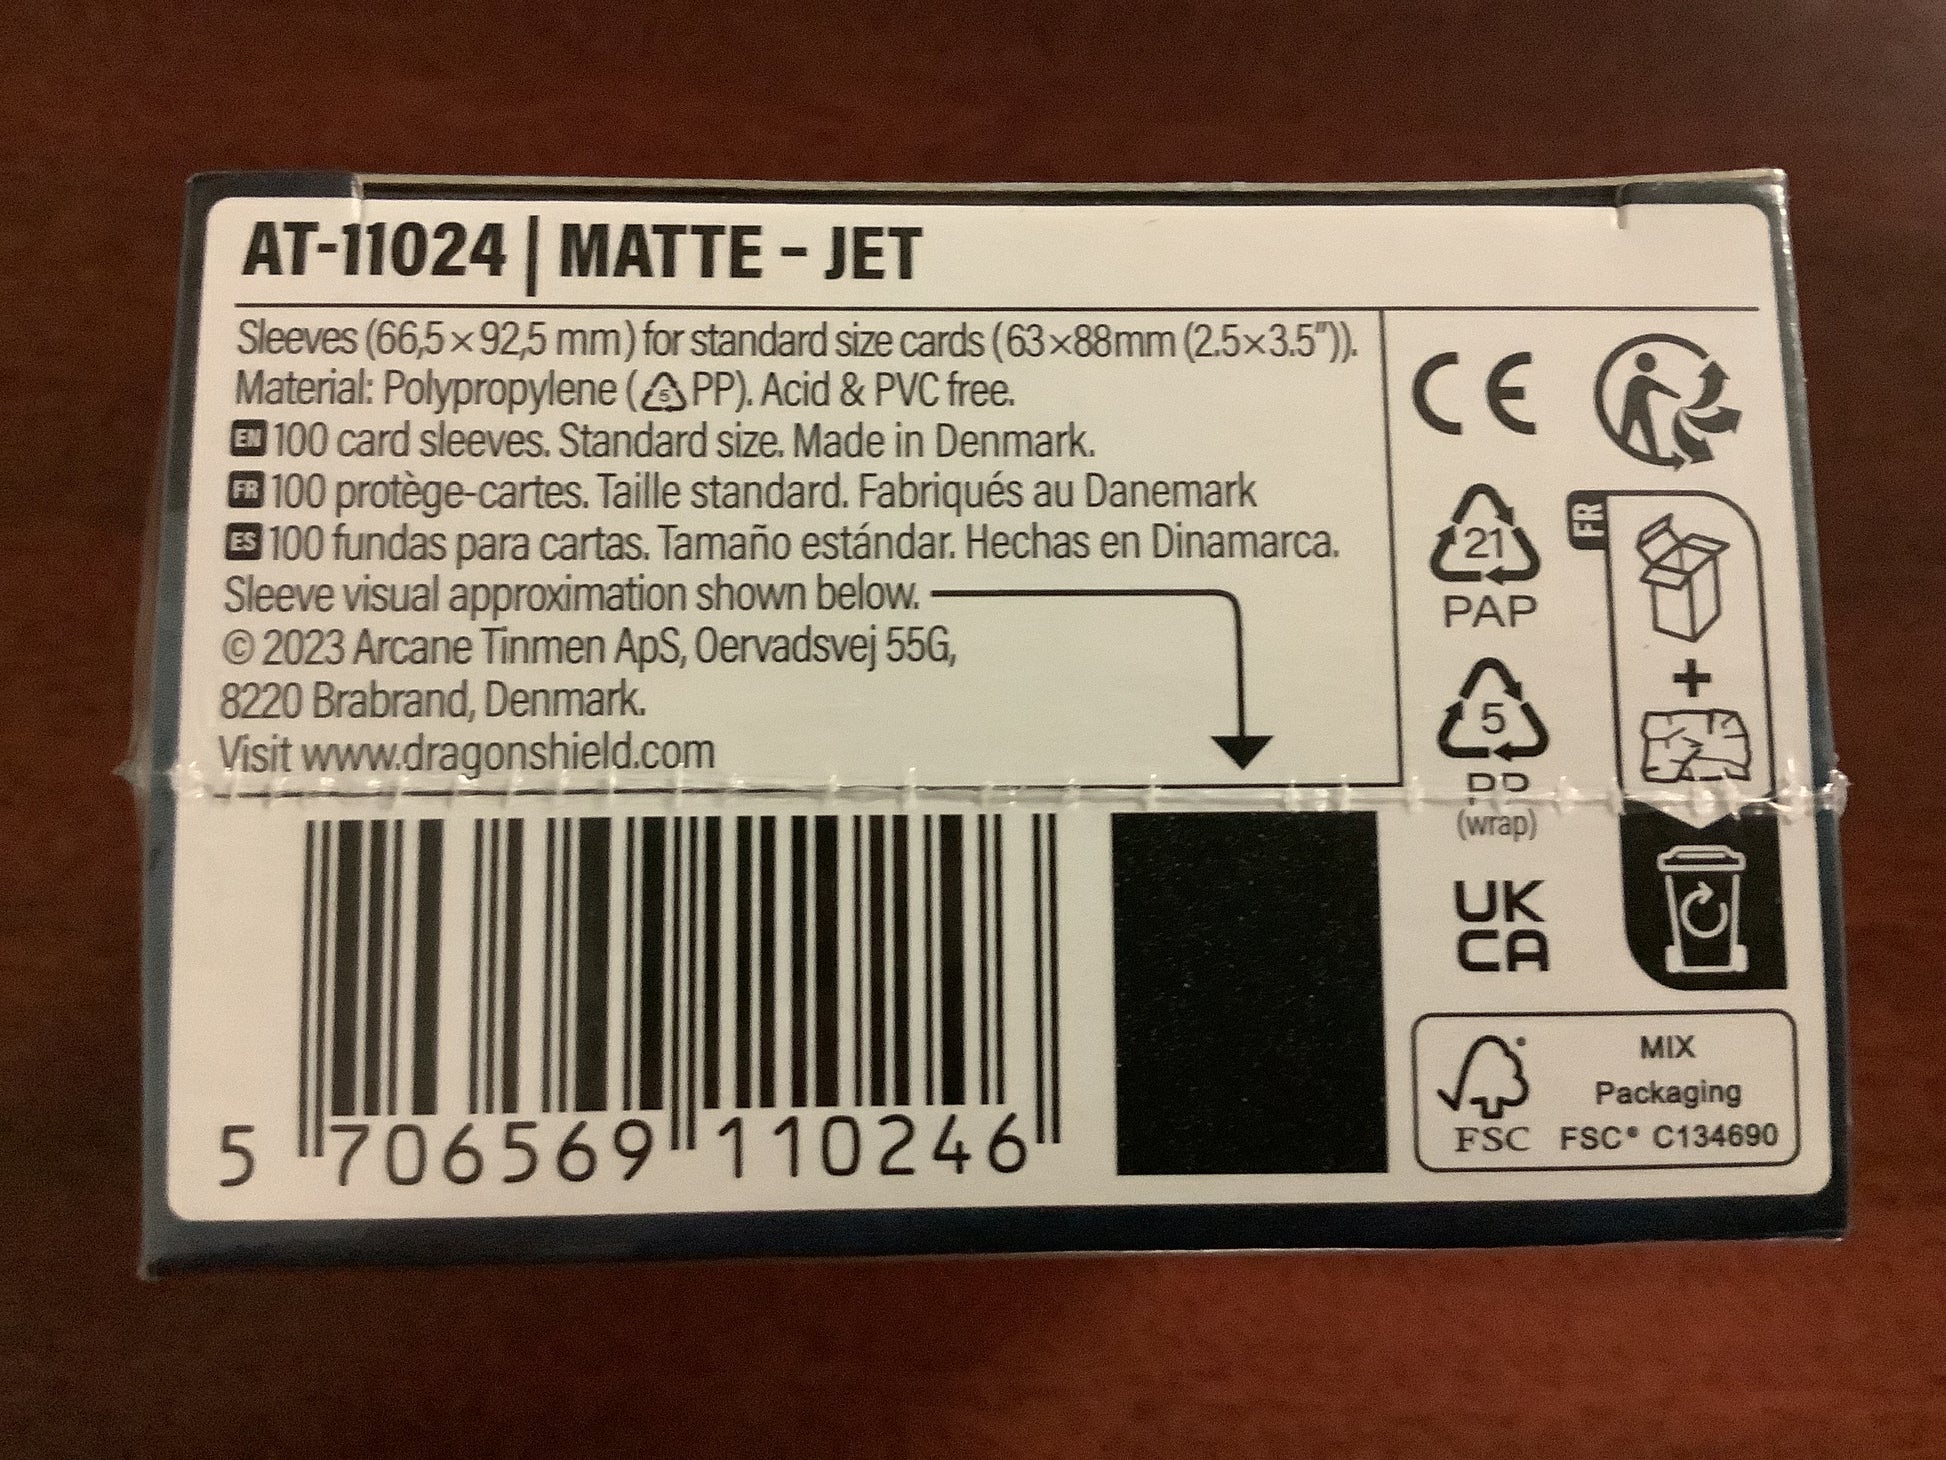 AT-11024 | MATTE - JET
Sleeves (66,5×92,5 mm) for standard size cards (63×88mm (2.5×3.5")).
Material: Polypropylene (5 PP). Acid & PVC free.
EN 100 card sleeves. Standard size. Made in Denmark.
FR 100 protège-cartes. Taille standard. Fabriqués au Danemark
ES 100 fundas para cartas. Tamaño estándar. Hechas en Dinamarca.
Sleeve visual approximation shown below.
© 2023 Arcane Tinmen ApS, Oervadsvej 55G,
8220 Brabrand, Denmark.
Visit www.dragonshield.com
5 706569 110246
CE
21
PAP
5
PP
(wrap)
UK
CA
FR
+
FSC
MIX
Packaging
FSC® C134690